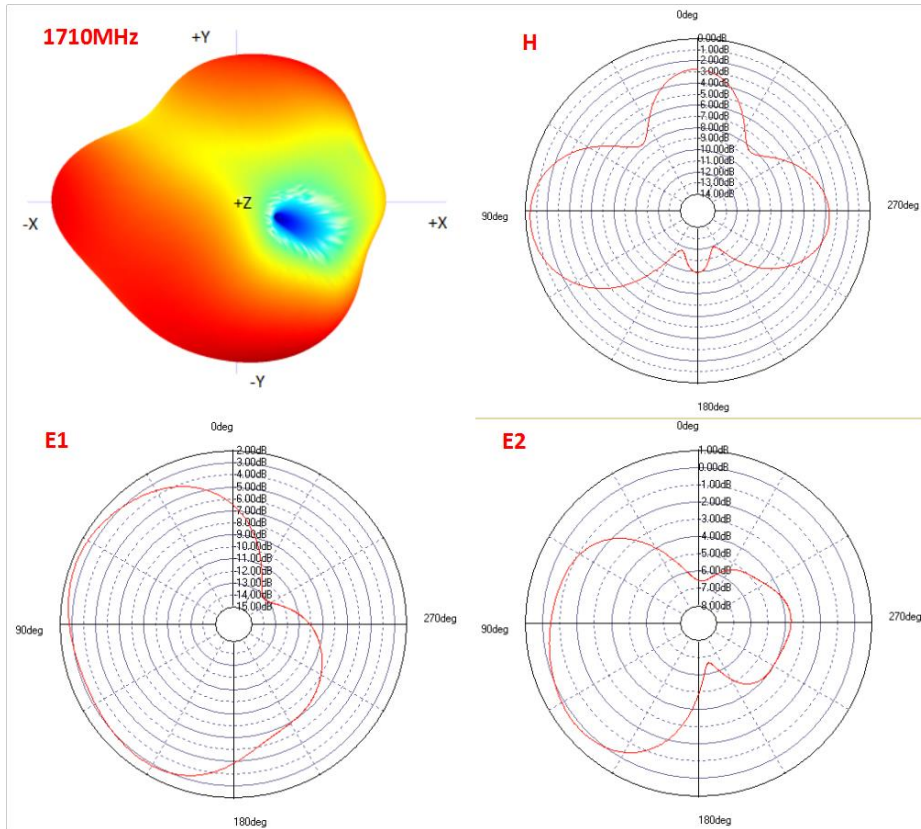 1710MHz
+Y
+Z
-X
+X
-Y
H
0deg
0.00dB
-1.00dB
-2.00dB
-3.00dB
-4.00dB
-5.00dB
-6.00dB
-7.00dB
-8.00dB
-9.00dB
-10.00dB
-11.00dB
-12.00dB
-13.00dB
-14.00dB
90deg
270deg
180deg
E1
0deg
-2.00dB
-3.00dB
-4.00dB
-5.00dB
-6.00dB
-7.00dB
-8.00dB
-9.00dB
-10.00dB
-11.00dB
-12.00dB
-13.00dB
-14.00dB
-15.00dB
90deg
270deg
180deg
E2
0deg
1.00dB
0.00dB
-1.00dB
-2.00dB
-3.00dB
-4.00dB
-5.00dB
-6.00dB
-7.00dB
-8.00dB
90deg
270deg
180deg